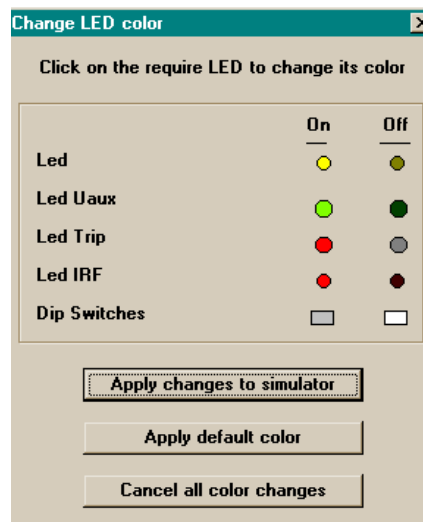 Change LED color
Click on the require LED to change its color
On Off
Led
Led Uaux
Led Trip
Led IRF
Dip Switches
Apply changes to simulator
Apply default color
Cancel all color changes